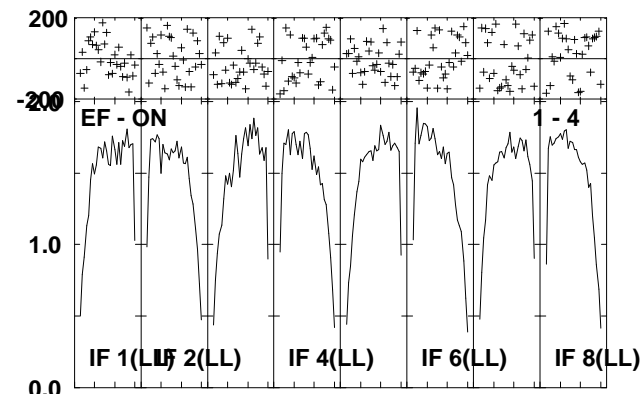 200
-200
2.0
EF - ON 1 - 4
1.0
IF 1(LL) IF 2(LL) IF 4(LL) IF 6(LL) IF 8(LL)
0.0